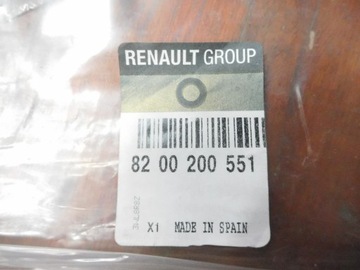 RENAULT GROUP
82 00 200 551
X1 MADE IN SPAIN